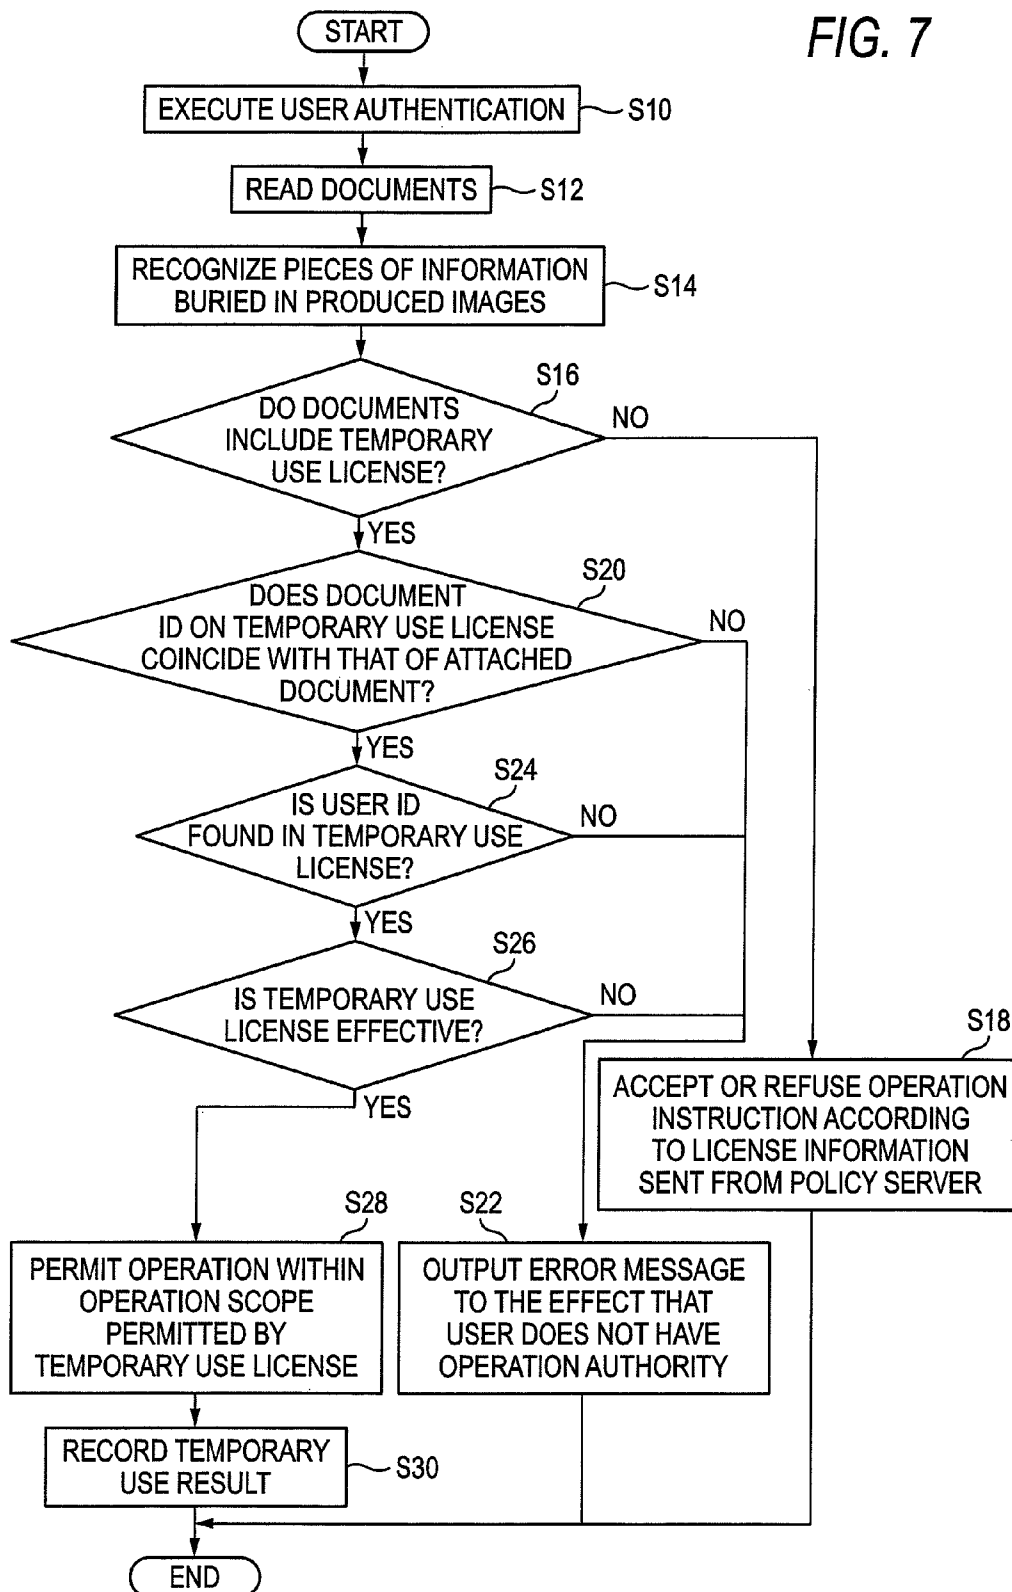 FIG. 7
START
EXECUTE USER AUTHENTICATION
S10
READ DOCUMENTS
S12
RECOGNIZE PIECES OF INFORMATION
BURIED IN PRODUCED IMAGES
S14
S16
DO DOCUMENTS
INCLUDE TEMPORARY
USE LICENSE?
NO
YES
S20
DOES DOCUMENT
ID ON TEMPORARY USE LICENSE
COINCIDE WITH THAT OF ATTACHED
DOCUMENT?
NO
YES
S24
IS USER ID
FOUND IN TEMPORARY USE
LICENSE?
NO
YES
S26
IS TEMPORARY USE
LICENSE EFFECTIVE?
NO
YES
S18
ACCEPT OR REFUSE OPERATION
INSTRUCTION ACCORDING
TO LICENSE INFORMATION
SENT FROM POLICY SERVER
S28
PERMIT OPERATION WITHIN
OPERATION SCOPE
PERMITTED BY
TEMPORARY USE LICENSE
S22
OUTPUT ERROR MESSAGE
TO THE EFFECT THAT
USER DOES NOT HAVE
OPERATION AUTHORITY
RECORD TEMPORARY
USE RESULT
S30
END